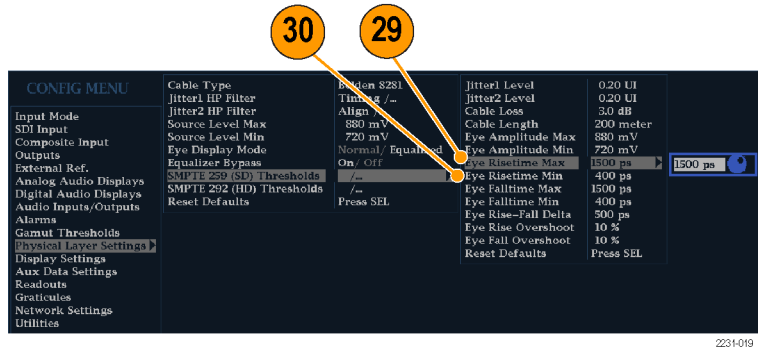 30
29
CONFIG MENU
Input Mode
SDI Input
Composite Input
Outputs
External Ref.
Analog Audio Displays
Digital Audio Displays
Audio Inputs/Outputs
Alarms
Gamut Thresholds
Physical Layer Settings
Display Settings
Aux Data Settings
Readouts
Graticules
Network Settings
Utilities
Cable Type Belden 8281
Jitter1 HP Filter Timing /...
Jitter2 HP Filter Align /...
Source Level Max 880 mV
Source Level Min 720 mV
Eye Display Mode Normal/ Equalized
Equalizer Bypass On/ Off
SMPTE 259 (SD) Thresholds /...
SMPTE 292 (HD) Thresholds /...
Reset Defaults Press SEL
Jitter1 Level 0.20 UI
Jitter2 Level 0.20 UI
Cable Loss 3.0 dB
Cable Length 200 meter
Eye Amplitude Max 880 mV
Eye Amplitude Min 720 mV
Eye Risetime Max 1500 ps
Eye Risetime Min 400 ps
Eye Falltime Max 1500 ps
Eye Falltime Min 400 ps
Eye Rise-Fall Delta 500 ps
Eye Rise Overshoot 10 %
Eye Fall Overshoot 10 %
Reset Defaults Press SEL
1500 ps
2231-019